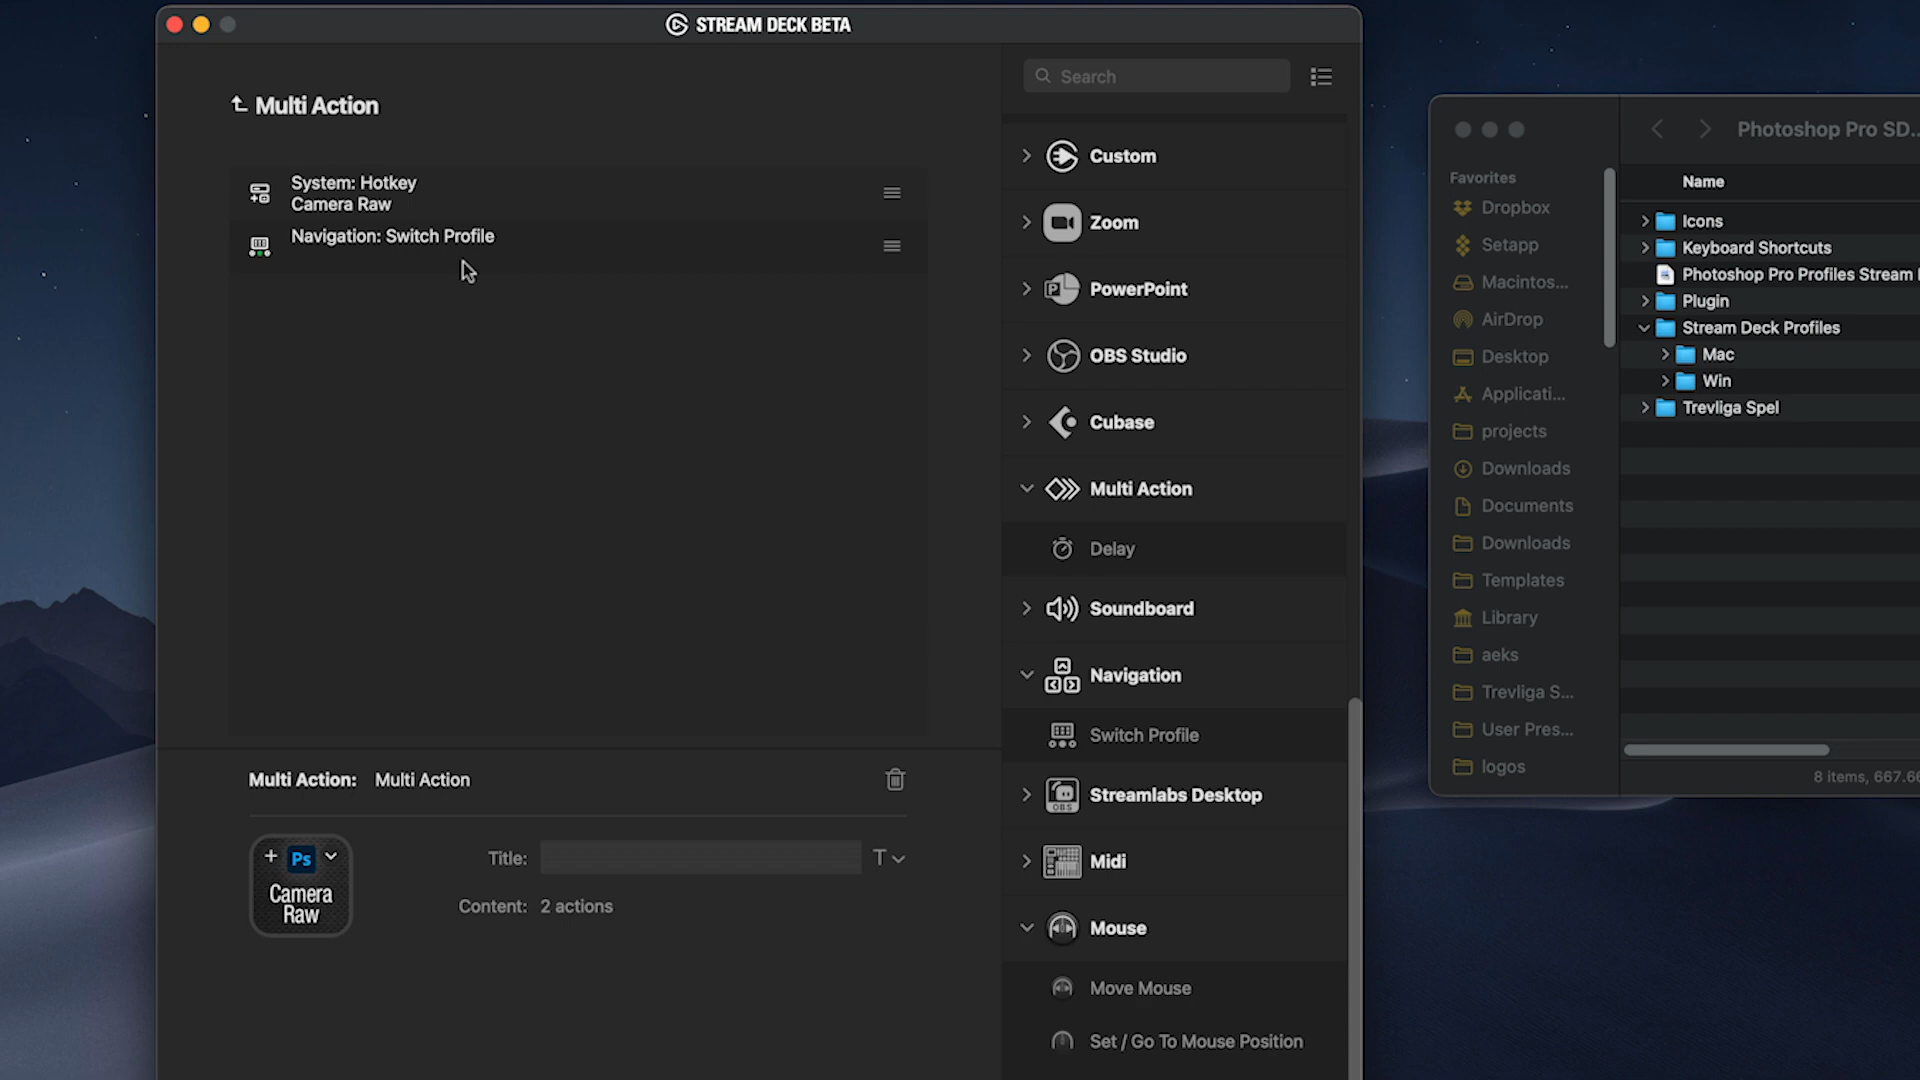 STREAM DECK BETA
Multi Action
System: Hotkey
Camera Raw
Navigation: Switch Profile
Multi Action: Multi Action
+ Ps
Camera
Raw
Title:
T
Content: 2 actions
Search
Custom
Zoom
P PowerPoint
OBS Studio
Cubase
Multi Action
Delay
Soundboard
Navigation
Switch Profile
OBS Streamlabs Desktop
Midi
Mouse
Move Mouse
Set / Go To Mouse Position
Photoshop Pro SD...
Favorites
Dropbox
Setapp
Macintos...
AirDrop
Desktop
Applicati...
projects
Downloads
Documents
Downloads
Templates
Library
aeks
Trevliga S...
User Pres...
logos
Name
Icons
Keyboard Shortcuts
Photoshop Pro Profiles Stream
Plugin
Stream Deck Profiles
Mac
Win
Trevliga Spel
8 items, 667.66